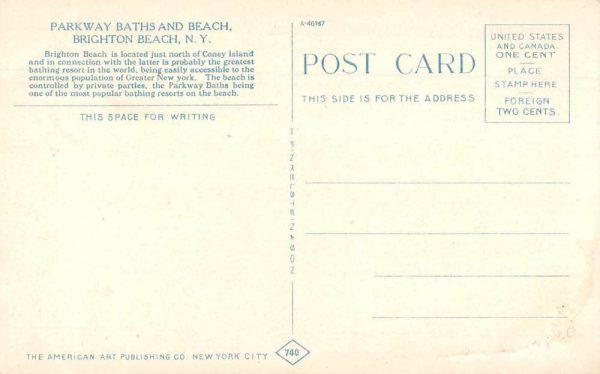 PARKWAY BATHS AND BEACH,
BRIGHTON BEACH, N. Y.
Brighton Beach is located just north of Coney Island
and in connection with the latter is probably the greatest
bathing resort in the world, being easily accessible to the
enormous population of Greater New york. The beach is
controlled by private parties, the Parkway Baths being
one of the most popular bathing resorts on the beach.
THIS SPACE FOR WRITING
A-46167
POST CARD
THIS SIDE IS FOR THE ADDRESS
UNITED STATES
AND CANADA
ONE CENT
PLACE
STAMP HERE
FOREIGN
TWO CENTS
FINKELSTEIN & SON
THE AMERICAN ART PUBLISHING CO. NEW YORK CITY
740